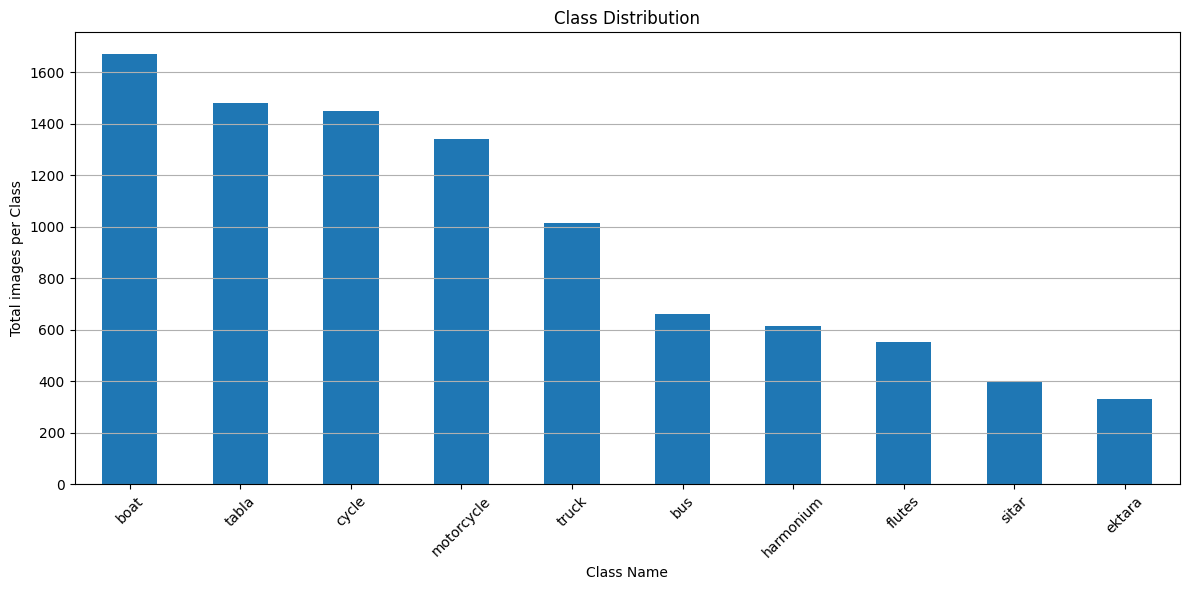 Class Distribution
Total images per Class
1600
1400
1200
1000
800
600
400
200
0
boat
tabla
cycle
motorcycle
truck
bus
harmonium
flutes
sitar
ektara
Class Name